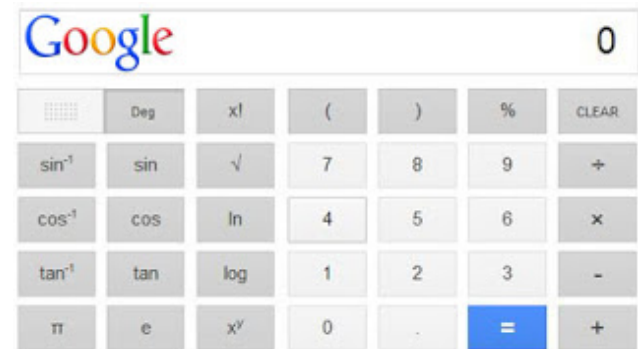 Google 0
Deg x! ( ) % CLEAR
sin⁻¹ sin √ 7 8 9 ÷
cos⁻¹ cos ln 4 5 6 ×
tan⁻¹ tan log 1 2 3 -
π e xʸ 0 . = +